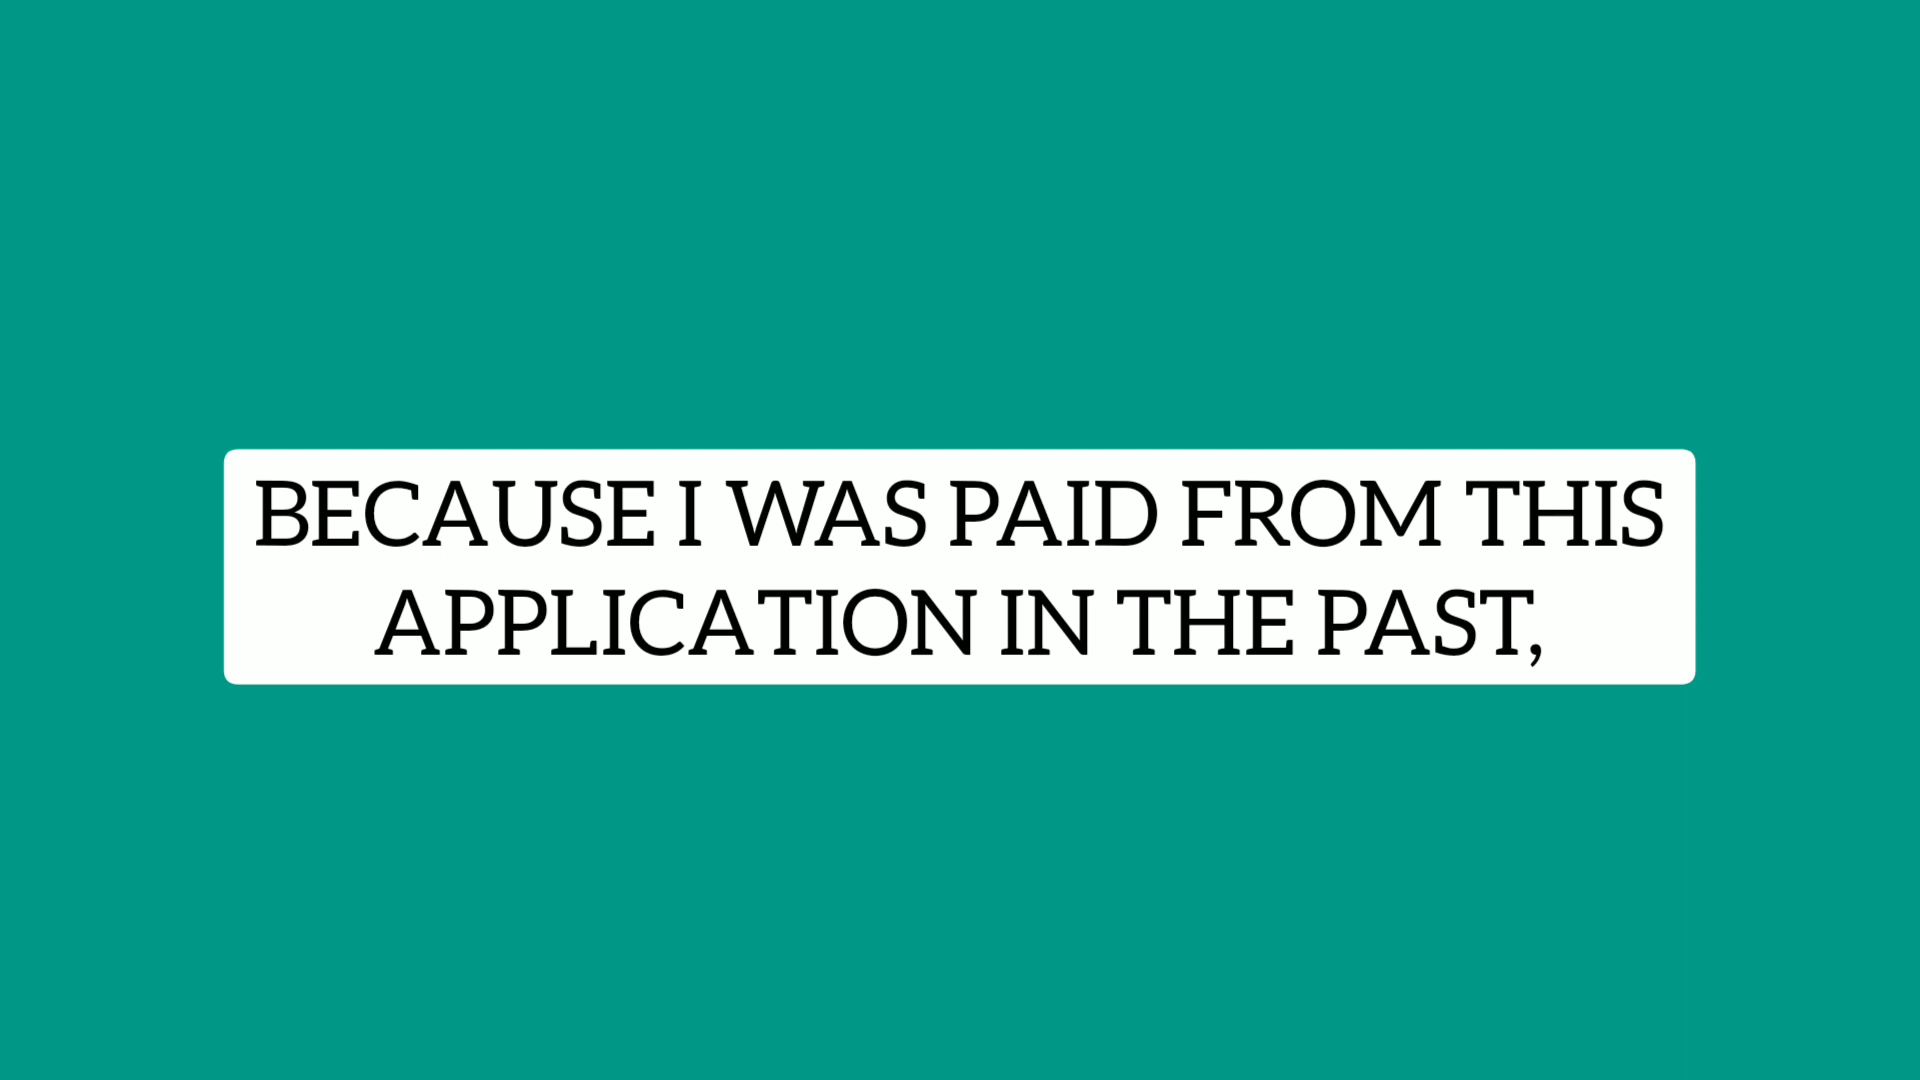 BECAUSE I WAS PAID FROM THIS
APPLICATION IN THE PAST,